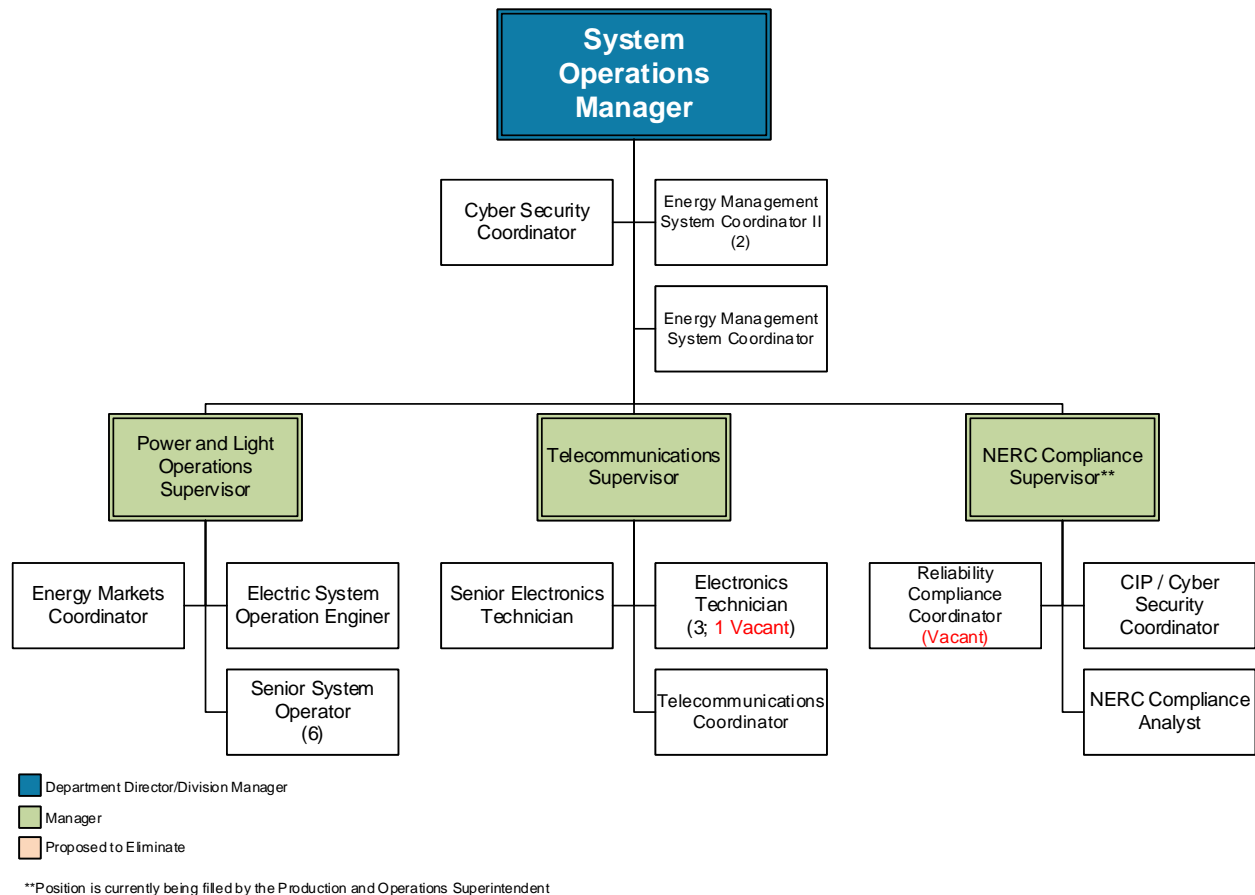 System
Operations
Manager
Cyber Security
Coordinator
Energy Management
System Coordinator II
(2)
Energy Management
System Coordinator
Power and Light
Operations
Supervisor
Telecommunications
Supervisor
NERC Compliance
Supervisor**
Energy Markets
Coordinator
Electric System
Operation Enginer
Senior Electronics
Technician
Electronics
Technician
(3; 1 Vacant)
Reliability
Compliance
Coordinator
(Vacant)
CIP / Cyber
Security
Coordinator
Senior System
Operator
(6)
Telecommunications
Coordinator
NERC Compliance
Analyst
Department Director/Division Manager
Manager
Proposed to Eliminate
**Position is currently being filled by the Production and Operations Superintendent